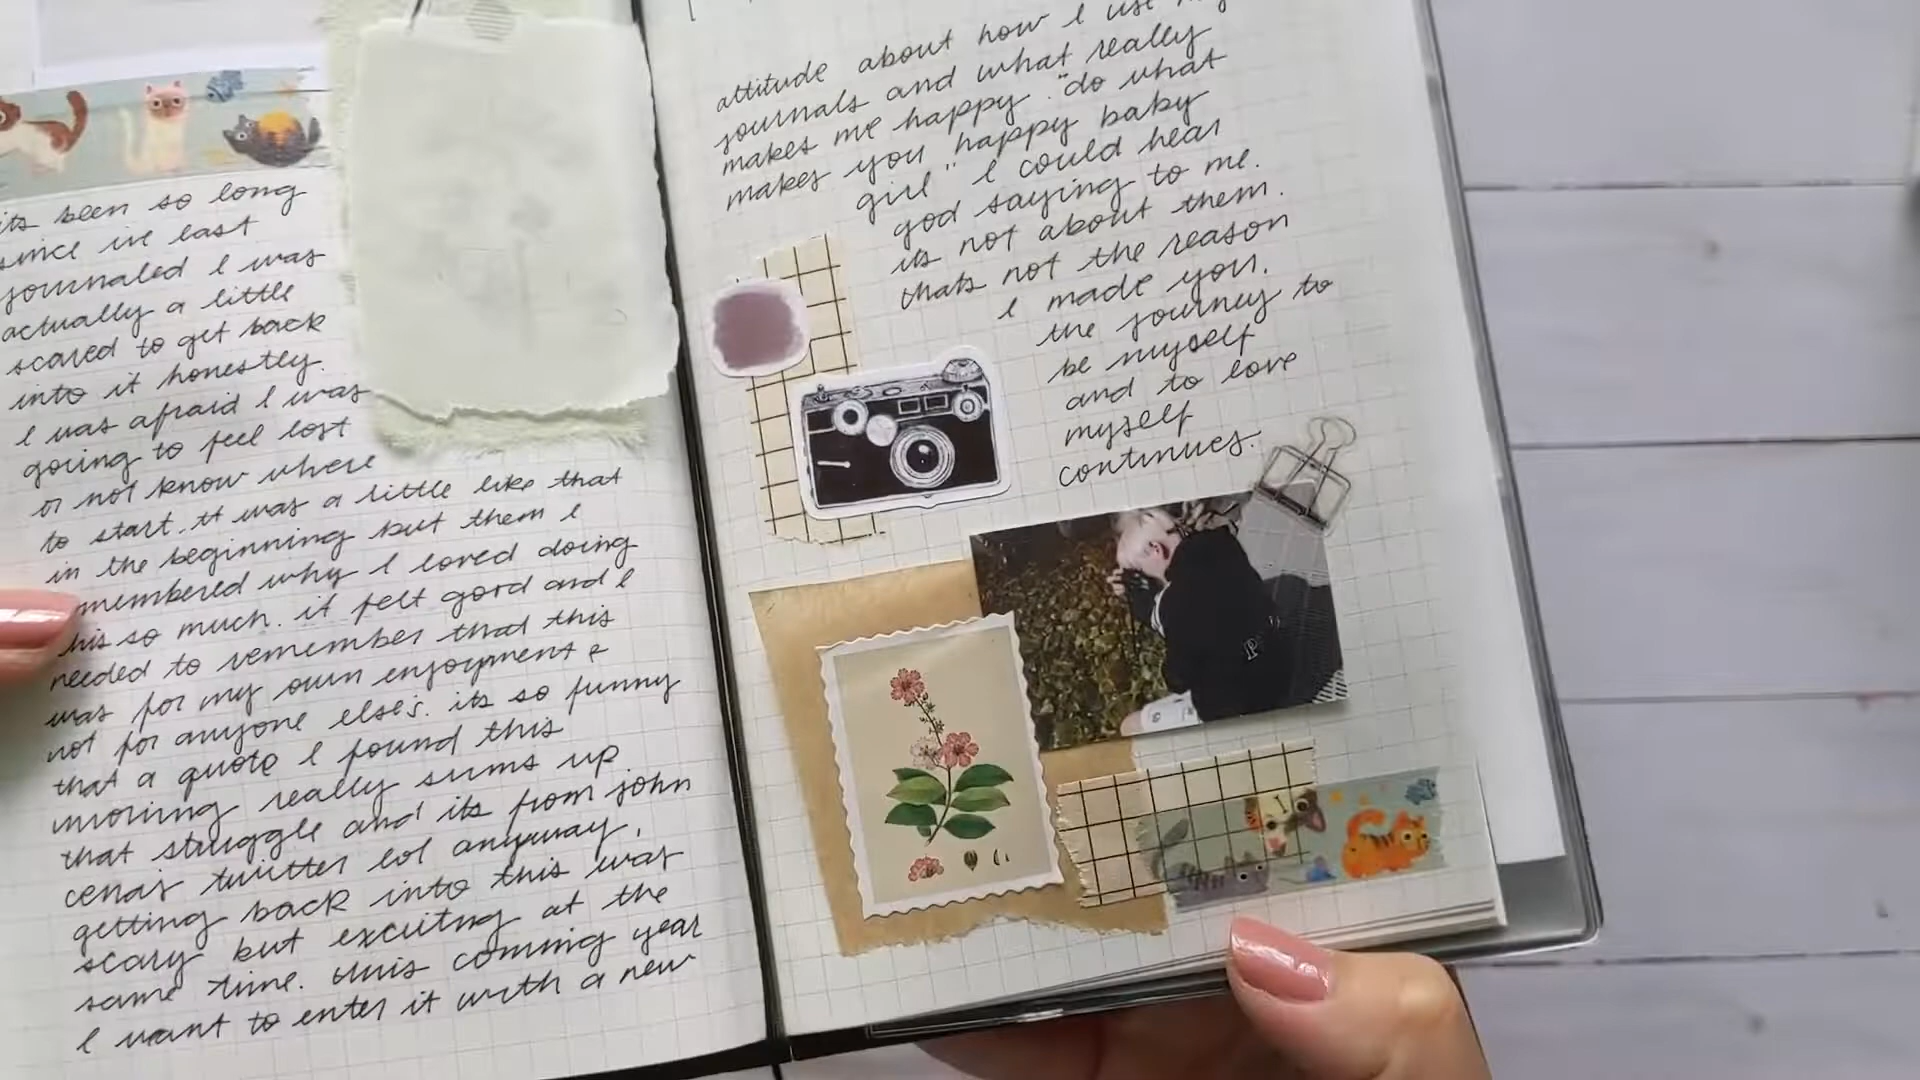 its been so long
since ive last
journaled I was
actually a little
scared to get back
into it honestly.
I was afraid I was
going to feel lost
or not know where
to start. it was a little like that
in the beginning but them I
membered why I loved doing
this so much. it felt good and I
needed to remember that this
was for my own enjoyment &
not for anyone else's. its so funny
that a quote I found this
morning really sums up
that struggle and its from john
cena's twitter lol anyway,
getting back into this was
scary but exciting at the
same time. this coming year
I want to enter it with a new
attitude about how I use my
journals and what really
makes me happy. "do what
makes you happy baby
girl" I could hear
god saying to me.
its not about them.
thats not the reason
I made you.
the journey to
be myself
and to love
myself
continues.
P